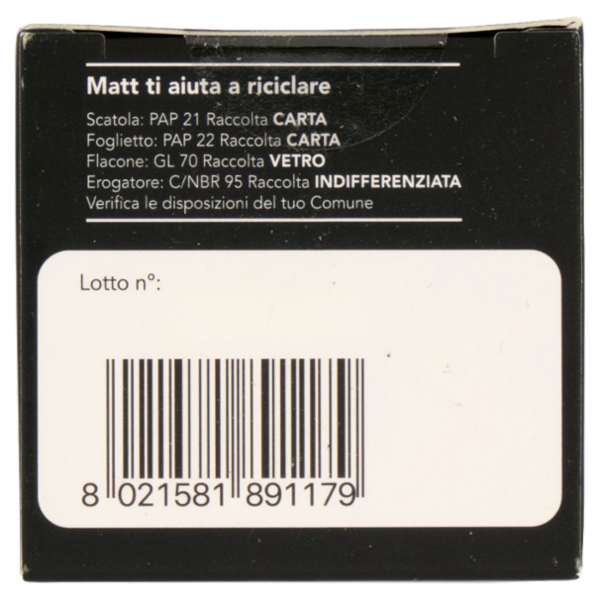 Matt ti aiuta a riciclare
Scatola: PAP 21 Raccolta CARTA
Foglietto: PAP 22 Raccolta CARTA
Flacone: GL 70 Raccolta VETRO
Erogatore: C/NBR 95 Raccolta INDIFFERENZIATA
Verifica le disposizioni del tuo Comune
Lotto n°:
8 021581 891179